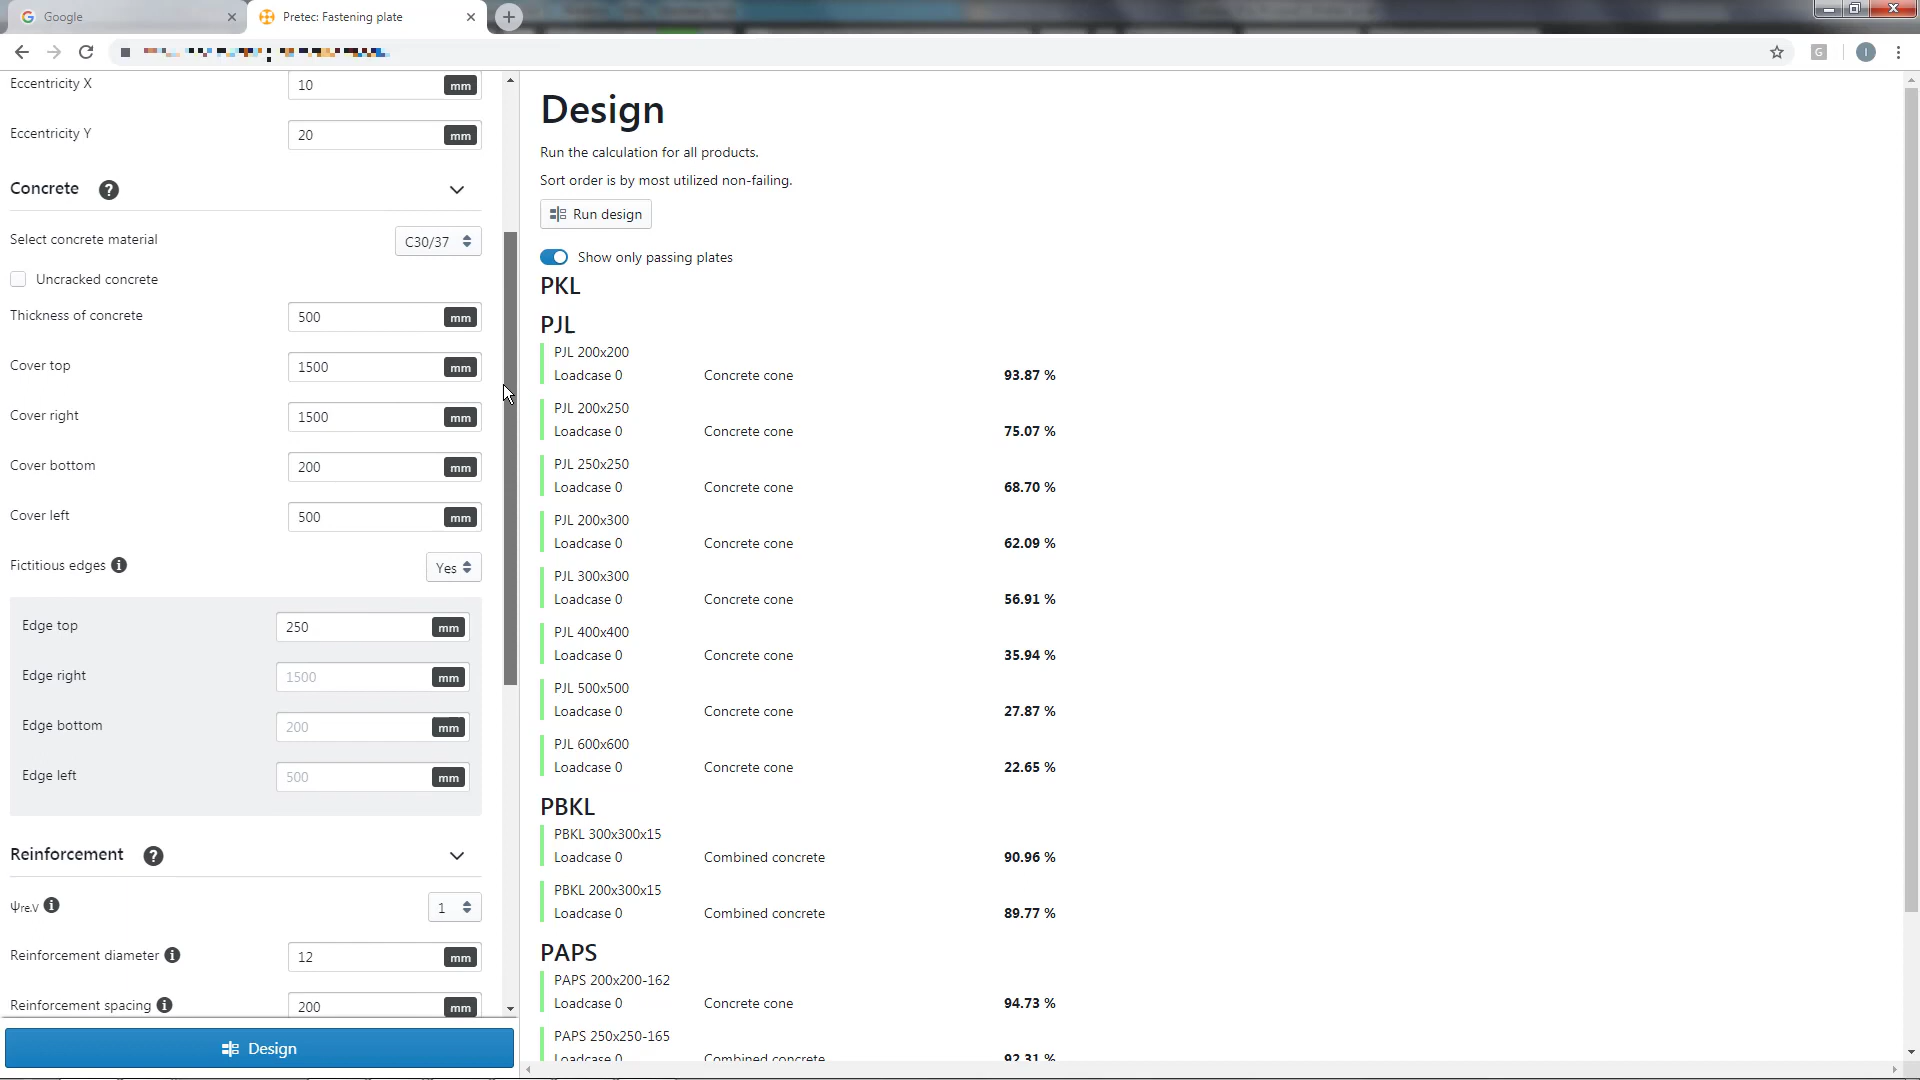 Google
Pretec: Fastening plate
G
I
Eccentricity X
10
mm
Eccentricity Y
20
mm
Concrete ?
Select concrete material
C30/37
Uncracked concrete
Thickness of concrete
500
mm
Cover top
1500
mm
Cover right
1500
mm
Cover bottom
200
mm
Cover left
500
mm
Fictitious edges i
Yes
Edge top
250
mm
Edge right
1500
mm
Edge bottom
200
mm
Edge left
500
mm
Reinforcement ?
Ψre.V i
1
Reinforcement diameter i
12
mm
Reinforcement spacing i
200
mm
Design
Design
Run the calculation for all products.
Sort order is by most utilized non-failing.
Run design
Show only passing plates
PKL
PJL
PJL 200x200
Loadcase 0 Concrete cone 93.87 %
PJL 200x250
Loadcase 0 Concrete cone 75.07 %
PJL 250x250
Loadcase 0 Concrete cone 68.70 %
PJL 200x300
Loadcase 0 Concrete cone 62.09 %
PJL 300x300
Loadcase 0 Concrete cone 56.91 %
PJL 400x400
Loadcase 0 Concrete cone 35.94 %
PJL 500x500
Loadcase 0 Concrete cone 27.87 %
PJL 600x600
Loadcase 0 Concrete cone 22.65 %
PBKL
PBKL 300x300x15
Loadcase 0 Combined concrete 90.96 %
PBKL 200x300x15
Loadcase 0 Combined concrete 89.77 %
PAPS
PAPS 200x200-162
Loadcase 0 Concrete cone 94.73 %
PAPS 250x250-165
Loadcase 0 Combined concrete 92.31 %